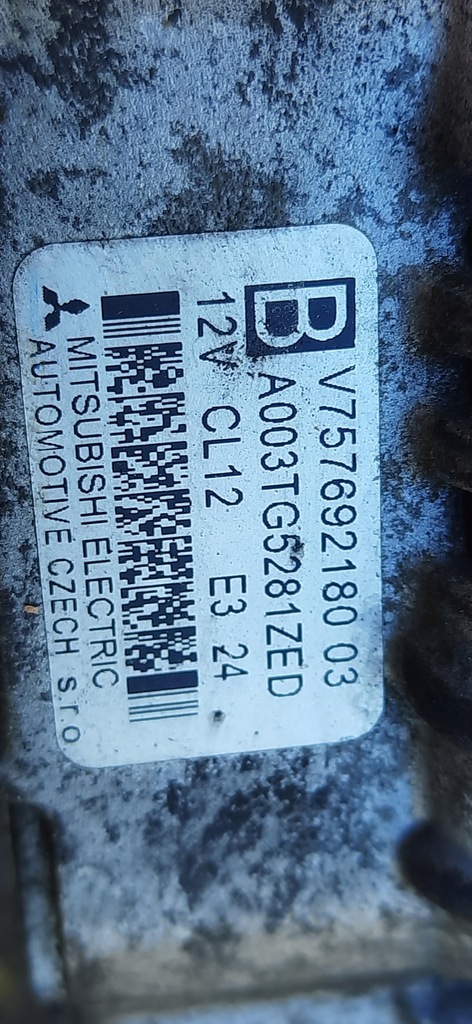 B V757692180 03
A003TG5281ZED
12V CL12 E3 24
MITSUBISHI ELECTRIC
AUTOMOTIVE CZECH s.r.o